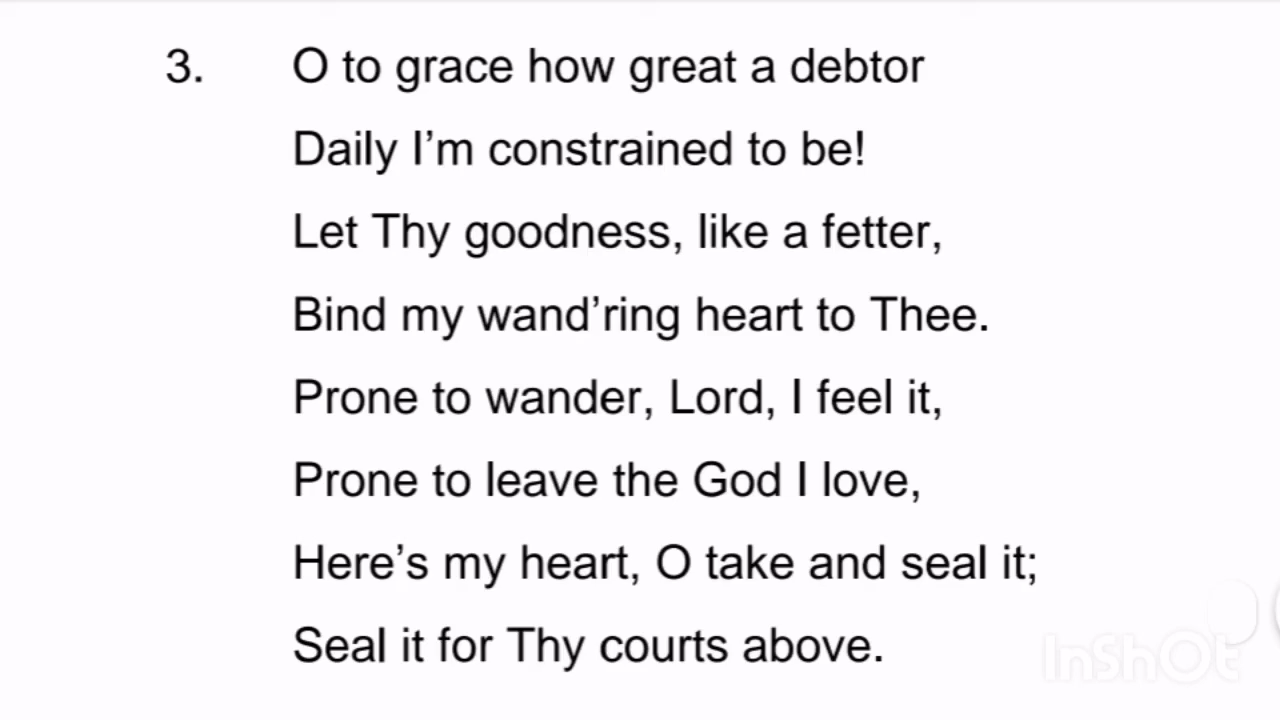 3. O to grace how great a debtor
Daily I’m constrained to be!
Let Thy goodness, like a fetter,
Bind my wand’ring heart to Thee.
Prone to wander, Lord, I feel it,
Prone to leave the God I love,
Here’s my heart, O take and seal it;
Seal it for Thy courts above.
InShOt